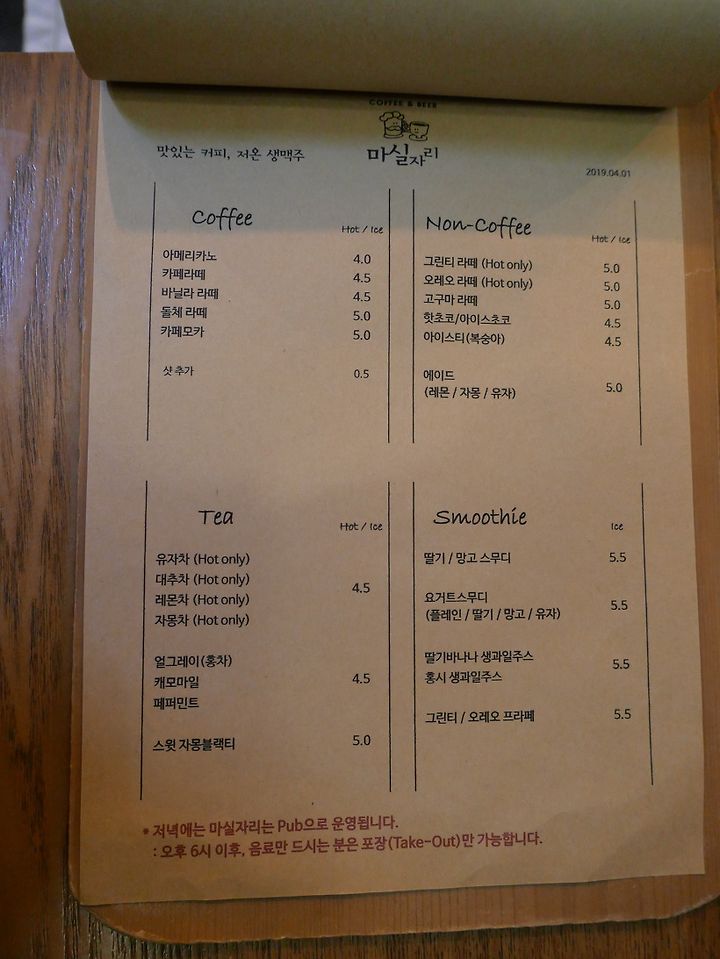 COFFEE & BEER
맛있는 커피, 저온 생맥주
마실자리
2019.04.01
Coffee
Hot / Ice
아메리카노 4.0
카페라떼 4.5
바닐라 라떼 4.5
돌체 라떼 5.0
카페모카 5.0
샷 추가 0.5
Non-Coffee
Hot / Ice
그린티 라떼 (Hot only) 5.0
오레오 라떼 (Hot only) 5.0
고구마 라떼 5.0
핫초코/아이스초코 4.5
아이스티(복숭아) 4.5
에이드
(레몬 / 자몽 / 유자) 5.0
Tea
Hot / Ice
유자차 (Hot only)
대추차 (Hot only)
4.5
레몬차 (Hot only)
자몽차 (Hot only)
얼그레이(홍차)
캐모마일 4.5
페퍼민트
스윗 자몽블랙티 5.0
Smoothie
Ice
딸기 / 망고 스무디 5.5
요거트스무디
5.5
(플레인 / 딸기 / 망고 / 유자)
딸기바나나 생과일주스
5.5
홍시 생과일주스
그린티 / 오레오 프라페 5.5
* 저녁에는 마실자리는 Pub으로 운영됩니다.
: 오후 6시 이후, 음료만 드시는 분은 포장(Take-Out)만 가능합니다.